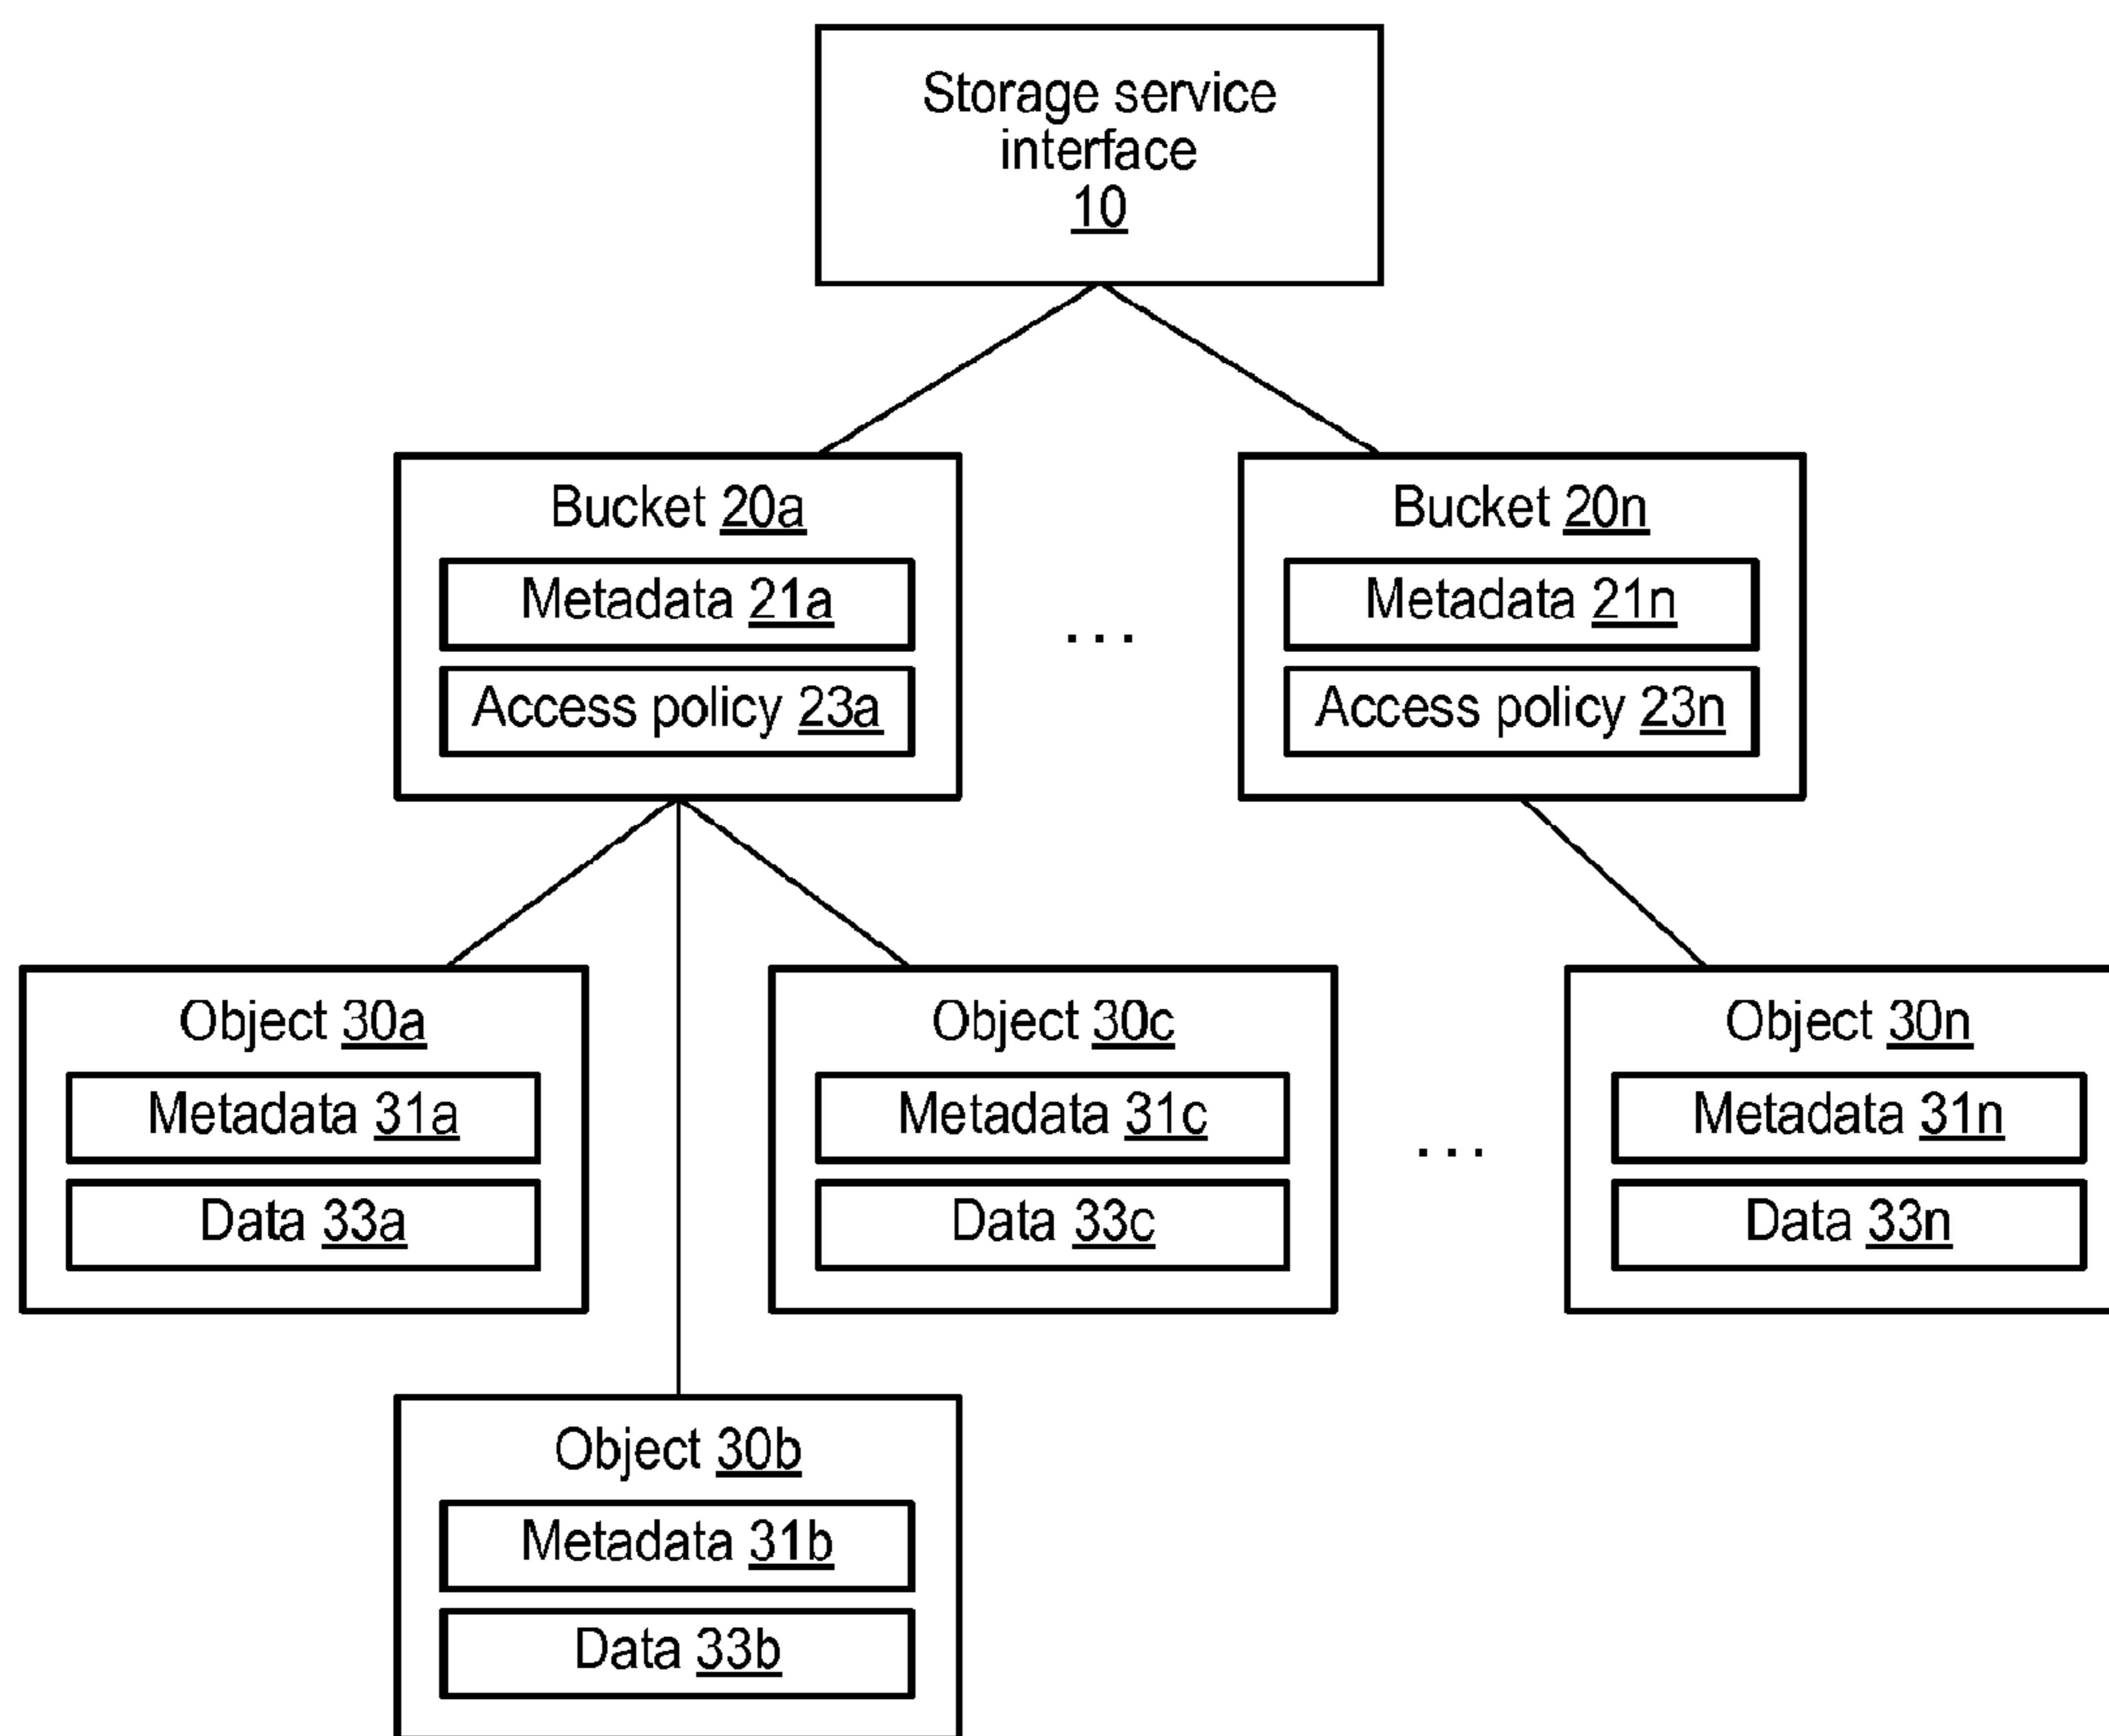 Storage service
interface
10
Bucket 20a
Metadata 21a
Access policy 23a
...
Bucket 20n
Metadata 21n
Access policy 23n
Object 30a
Metadata 31a
Data 33a
Object 30c
Metadata 31c
Data 33c
...
Object 30n
Metadata 31n
Data 33n
Object 30b
Metadata 31b
Data 33b